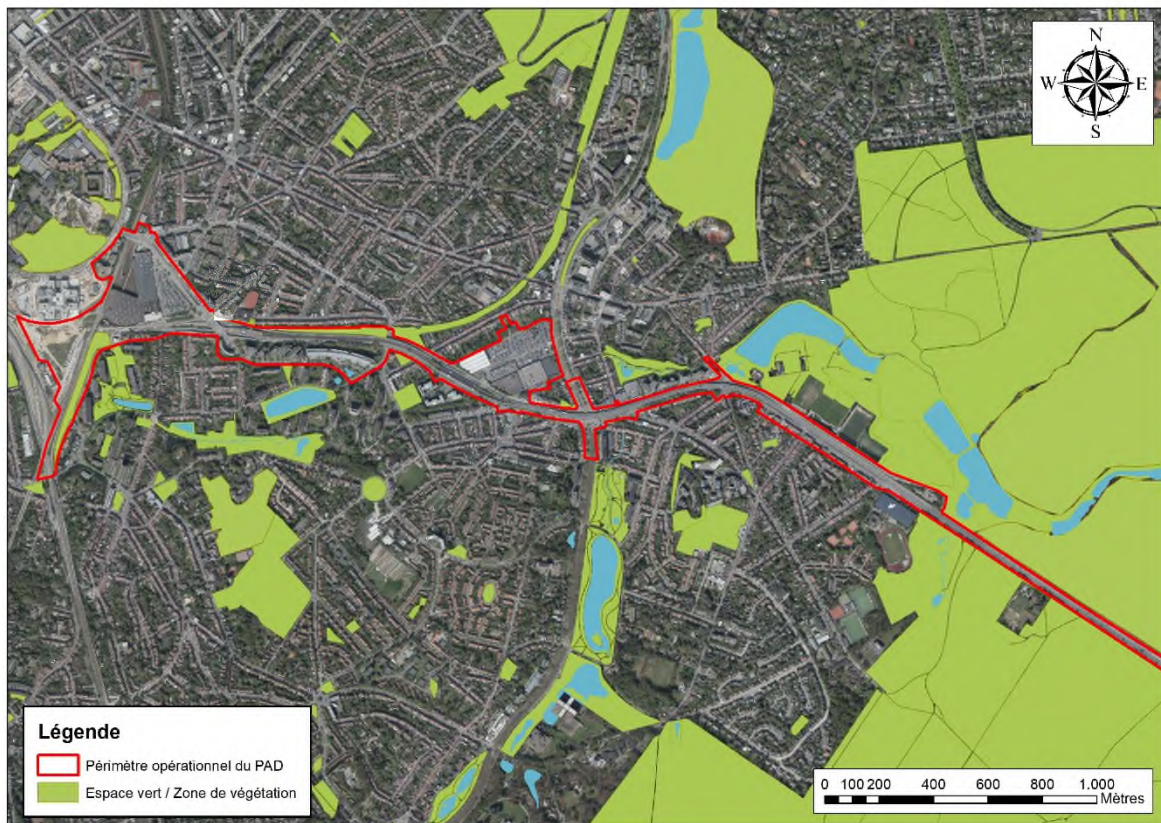 N
W E
S
Légende
Périmètre opérationnel du PAD
Espace vert / Zone de végétation
0 100 200 400 600 800 1.000
Mètres